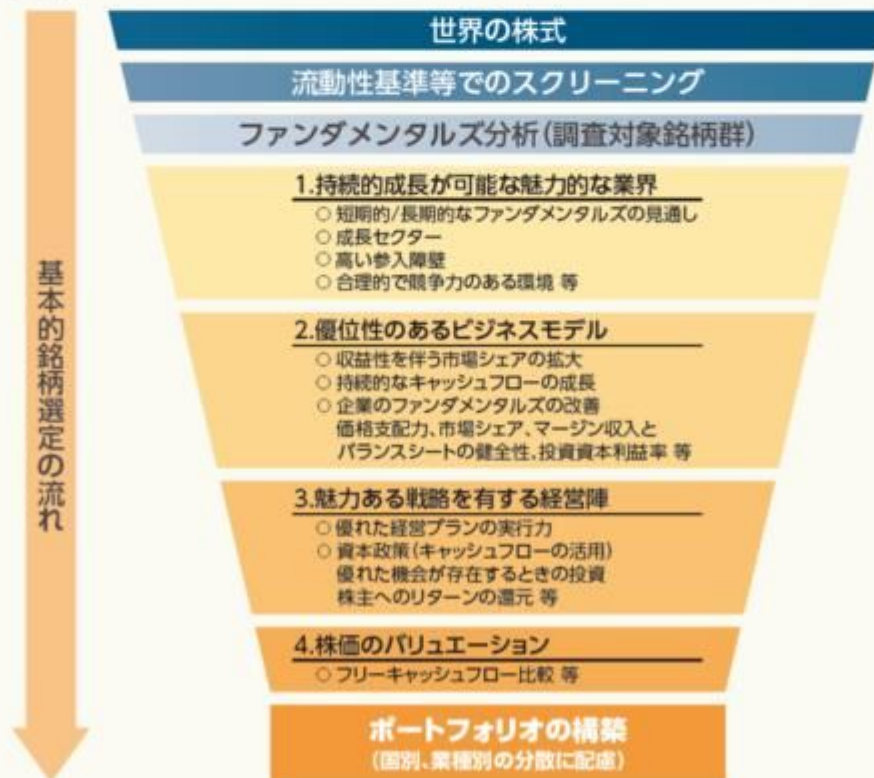 世界の株式
流動性基準等でのスクリーニング
ファンダメンタルズ分析(調査対象銘柄群)
基本的銘柄選定の流れ
1.持続的成長が可能な魅力的な業界
○ 短期的/長期的なファンダメンタルズの見通し
○ 成長セクター
○ 高い参入障壁
○ 合理的で競争力のある環境 等
2.優位性のあるビジネスモデル
○ 収益性を伴う市場シェアの拡大
○ 持続的なキャッシュフローの成長
○ 企業のファンダメンタルズの改善
価格支配力、市場シェア、マージン収入と
バランスシートの健全性、投資資本利益率 等
3.魅力ある戦略を有する経営陣
○ 優れた経営プランの実行力
○ 資本政策(キャッシュフローの活用)
優れた機会が存在するときの投資
株主へのリターンの還元 等
4.株価のバリュエーション
○ フリーキャッシュフロー比較 等
ポートフォリオの構築
(国別、業種別の分散に配慮)